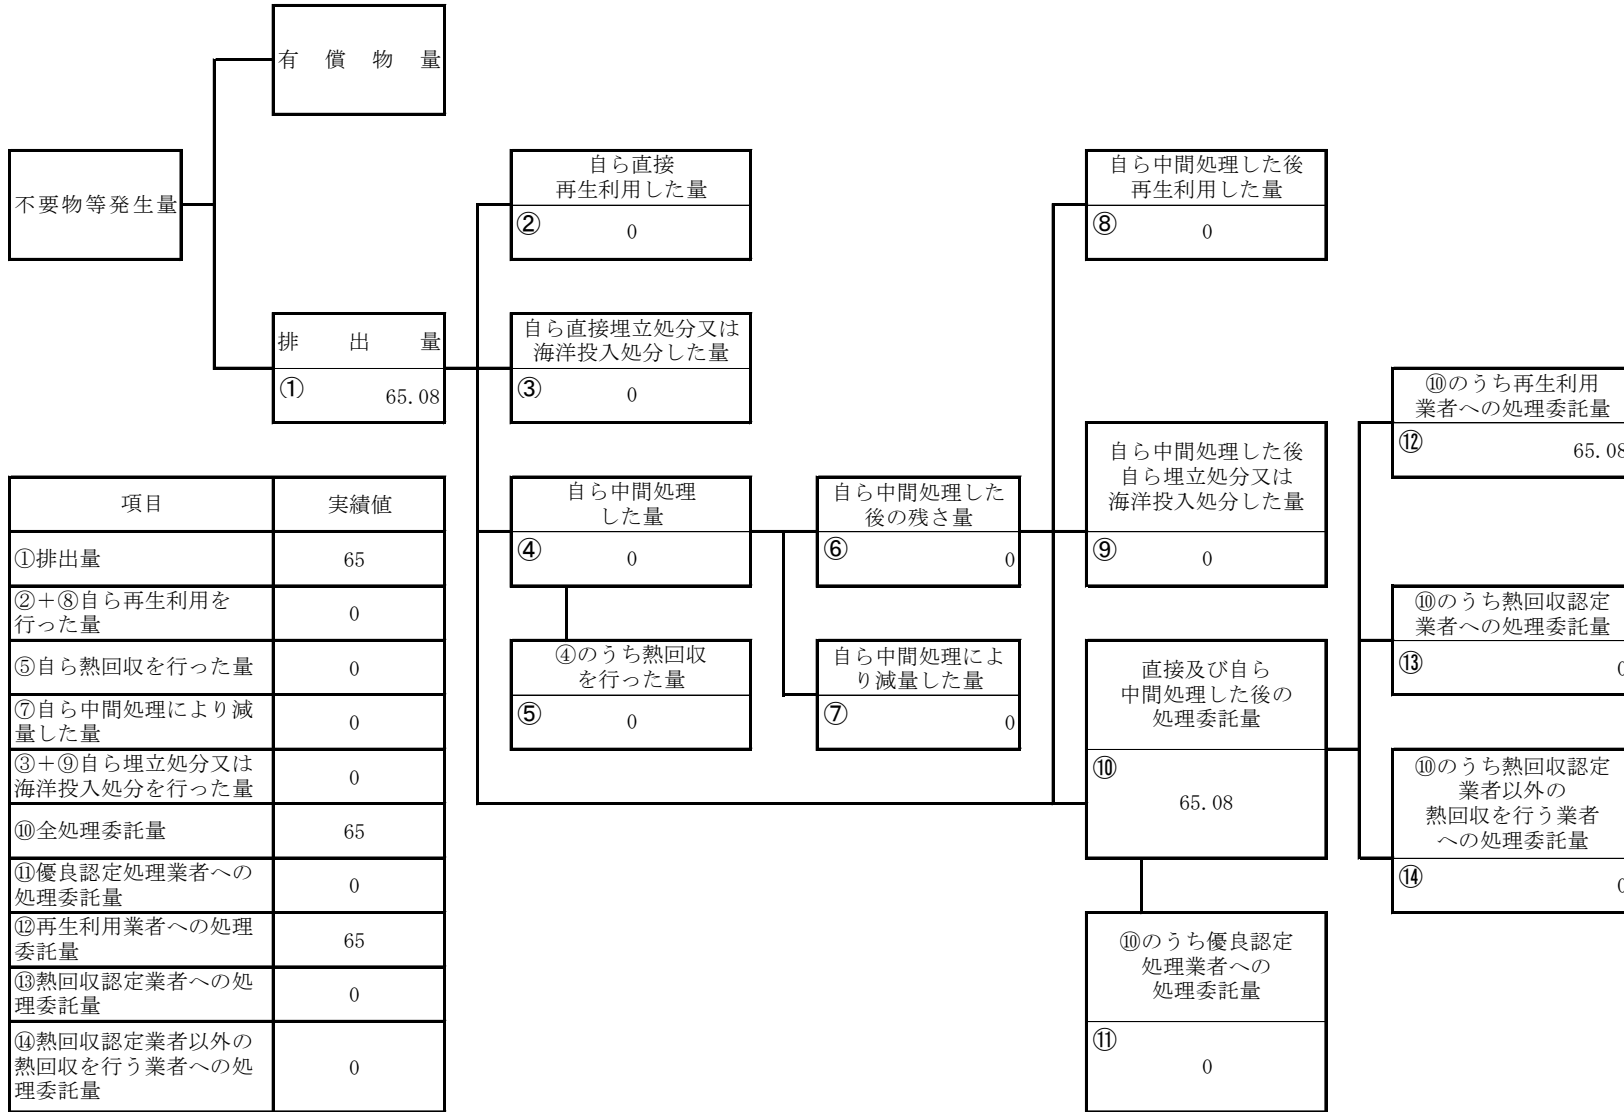 有償物量
不要物等発生量
排出量
①
65.08
自ら直接
再生利用した量
②
0
自ら直接埋立処分又は
海洋投入処分した量
③
0
自ら中間処理
した量
④
0
④のうち熱回収
を行った量
⑤
0
自ら中間処理した
後の残さ量
⑥
0
自ら中間処理によ
り減量した量
⑦
0
自ら中間処理した後
再生利用した量
⑧
0
自ら中間処理した後
自ら埋立処分又は
海洋投入処分した量
⑨
0
直接及び自ら
中間処理した後の
処理委託量
⑩
65.08
⑩のうち優良認定
処理業者への
処理委託量
⑪
0
⑩のうち再生利用
業者への処理委託量
⑫
65.08
⑩のうち熱回収認定
業者への処理委託量
⑬
0
⑩のうち熱回収認定
業者以外の
熱回収を行う業者
への処理委託量
⑭
0
項目 実績値
①排出量 65
②+⑧自ら再生利用を
行った量 0
⑤自ら熱回収を行った量 0
⑦自ら中間処理により減
量した量 0
③+⑨自ら埋立処分又は
海洋投入処分を行った量 0
⑩全処理委託量 65
⑪優良認定処理業者への
処理委託量 0
⑫再生利用業者への処理
委託量 65
⑬熱回収認定業者への処
理委託量 0
⑭熱回収認定業者以外の
熱回収を行う業者への処
理委託量 0